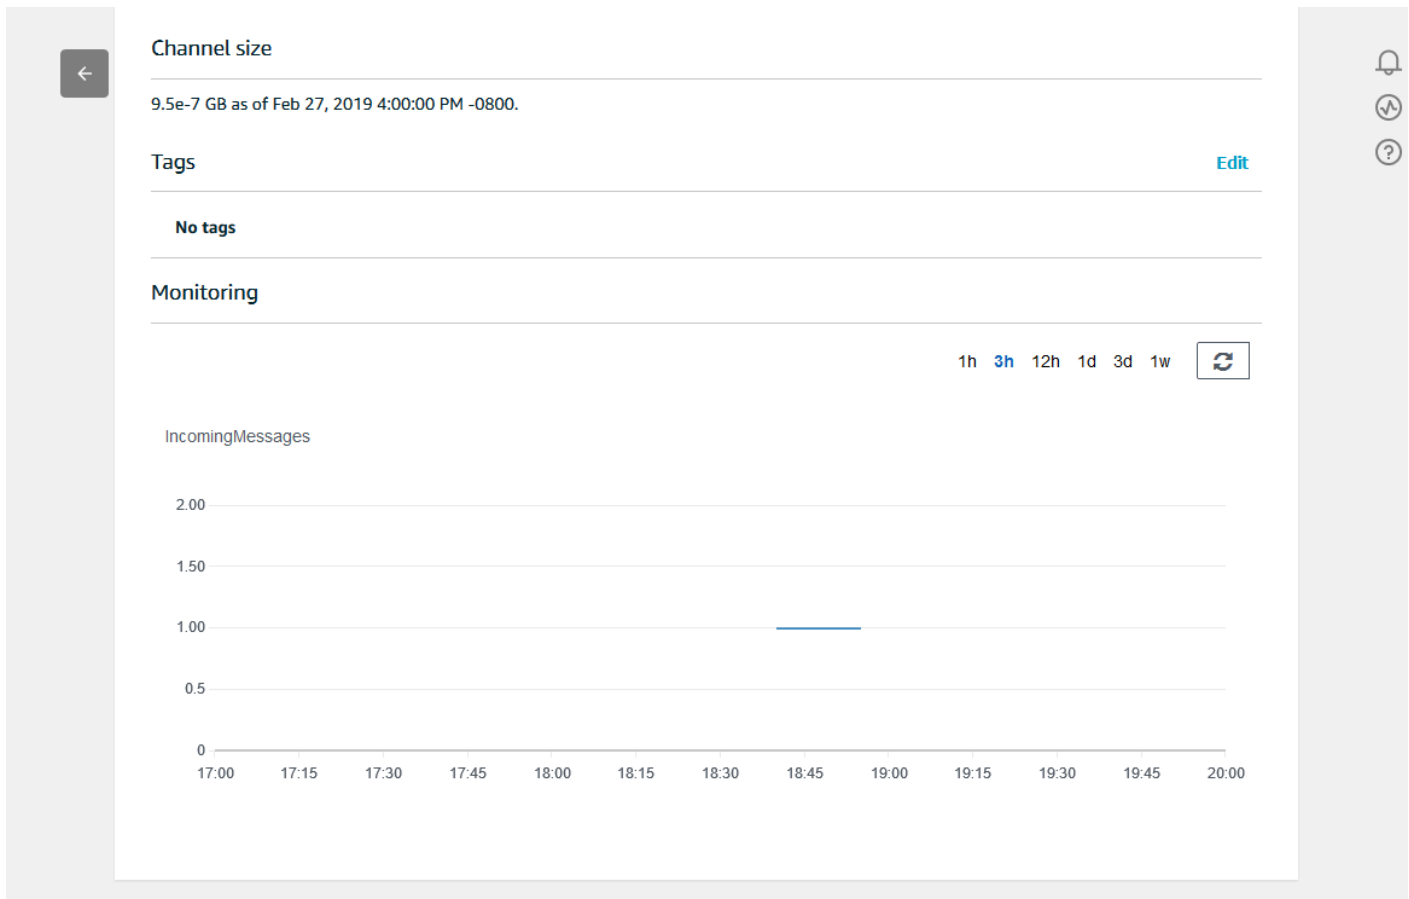 Channel size
9.5e-7 GB as of Feb 27, 2019 4:00:00 PM -0800.
Tags Edit
No tags
Monitoring
1h 3h 12h 1d 3d 1w
IncomingMessages
2.00
1.50
1.00
0.5
0
17:00 17:15 17:30 17:45 18:00 18:15 18:30 18:45 19:00 19:15 19:30 19:45 20:00